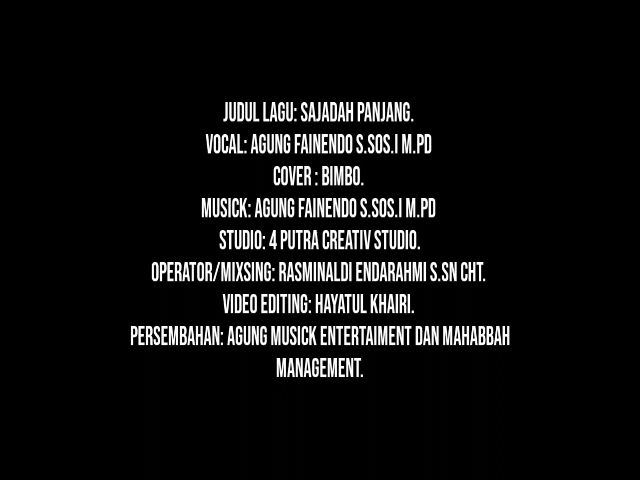 JUDUL LAGU: SAJADAH PANJANG.
VOCAL: AGUNG FAINENDO S.SOS.I M.PD
COVER : BIMBO.
MUSICK: AGUNG FAINENDO S.SOS.I M.PD
STUDIO: 4 PUTRA CREATIV STUDIO.
OPERATOR/MIXSING: RASMINALDI ENDARAHMI S.SN CHT.
VIDEO EDITING: HAYATUL KHAIRI.
PERSEMBAHAN: AGUNG MUSICK ENTERTAIMENT DAN MAHABBAH
MANAGEMENT.